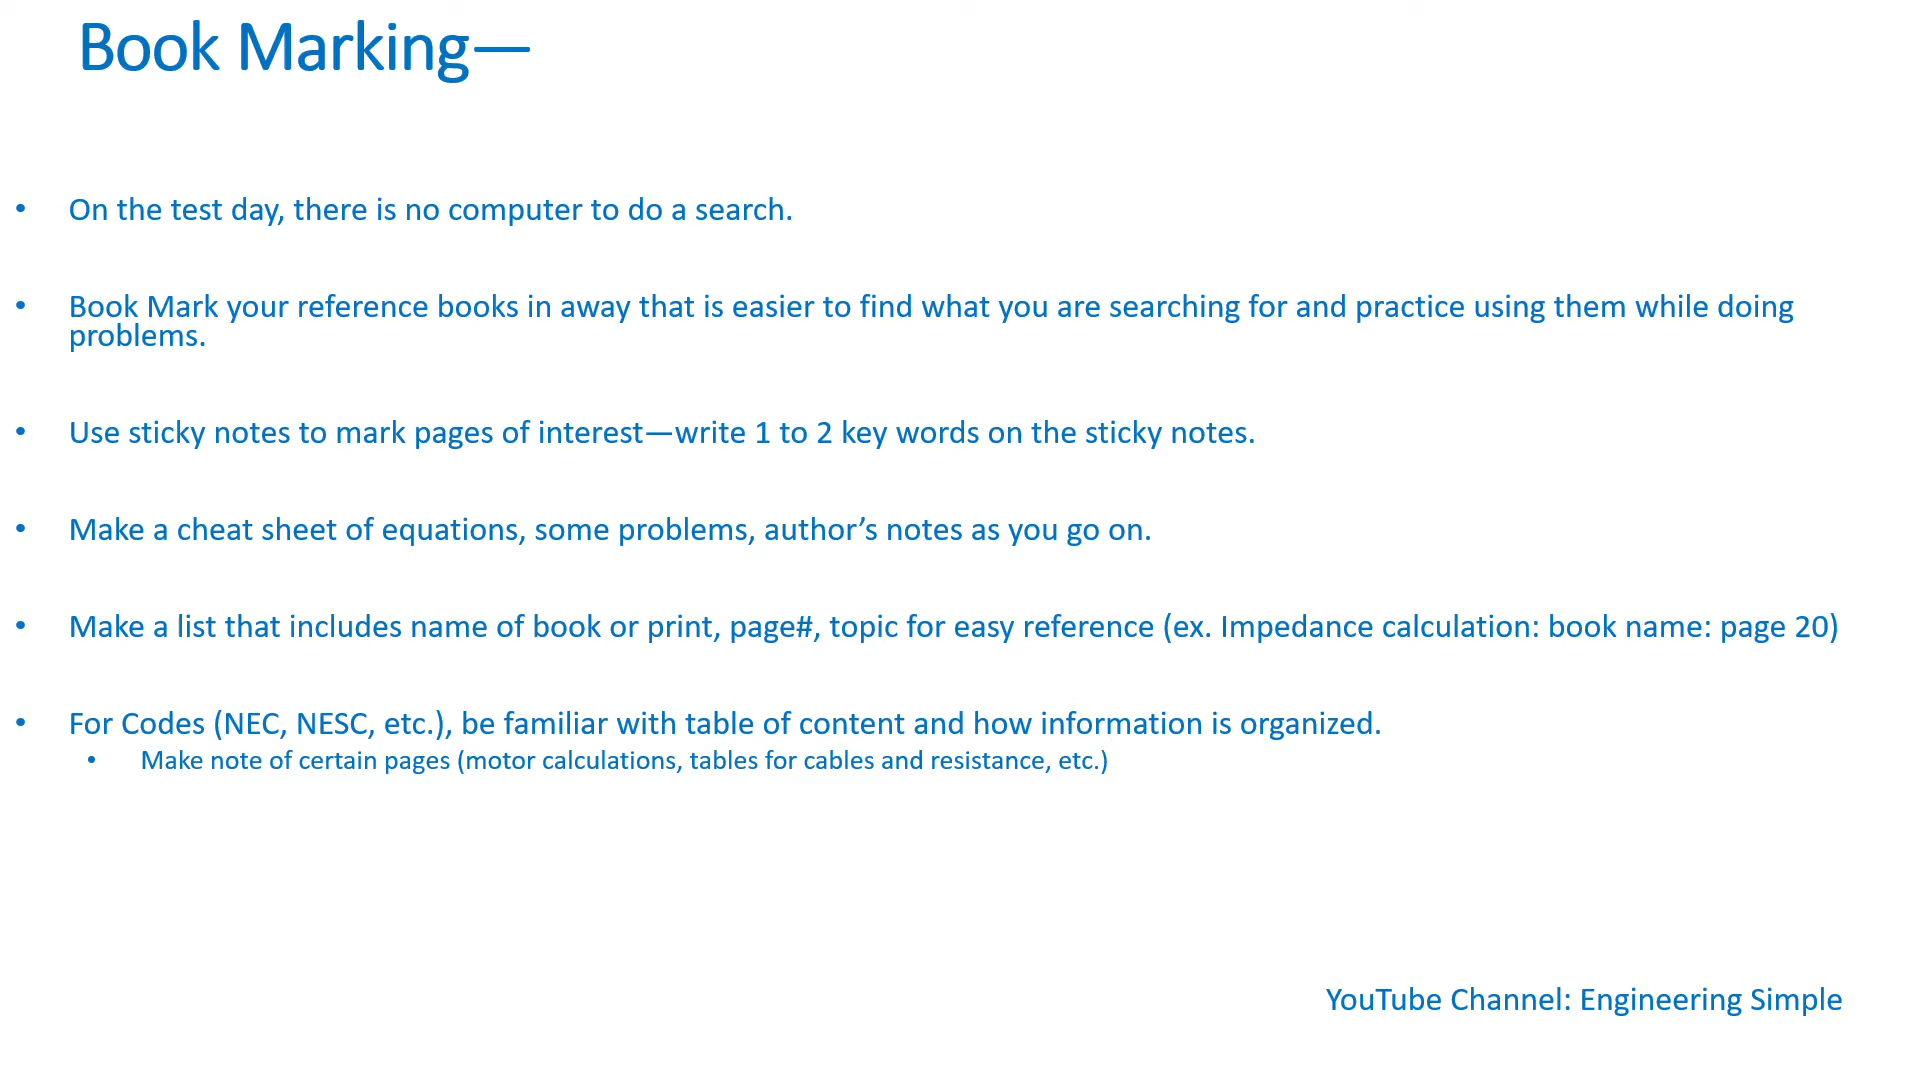 Book Marking—
• On the test day, there is no computer to do a search.
• Book Mark your reference books in away that is easier to find what you are searching for and practice using them while doing
problems.
• Use sticky notes to mark pages of interest—write 1 to 2 key words on the sticky notes.
• Make a cheat sheet of equations, some problems, author’s notes as you go on.
• Make a list that includes name of book or print, page#, topic for easy reference (ex. Impedance calculation: book name: page 20)
• For Codes (NEC, NESC, etc.), be familiar with table of content and how information is organized.
• Make note of certain pages (motor calculations, tables for cables and resistance, etc.)
YouTube Channel: Engineering Simple